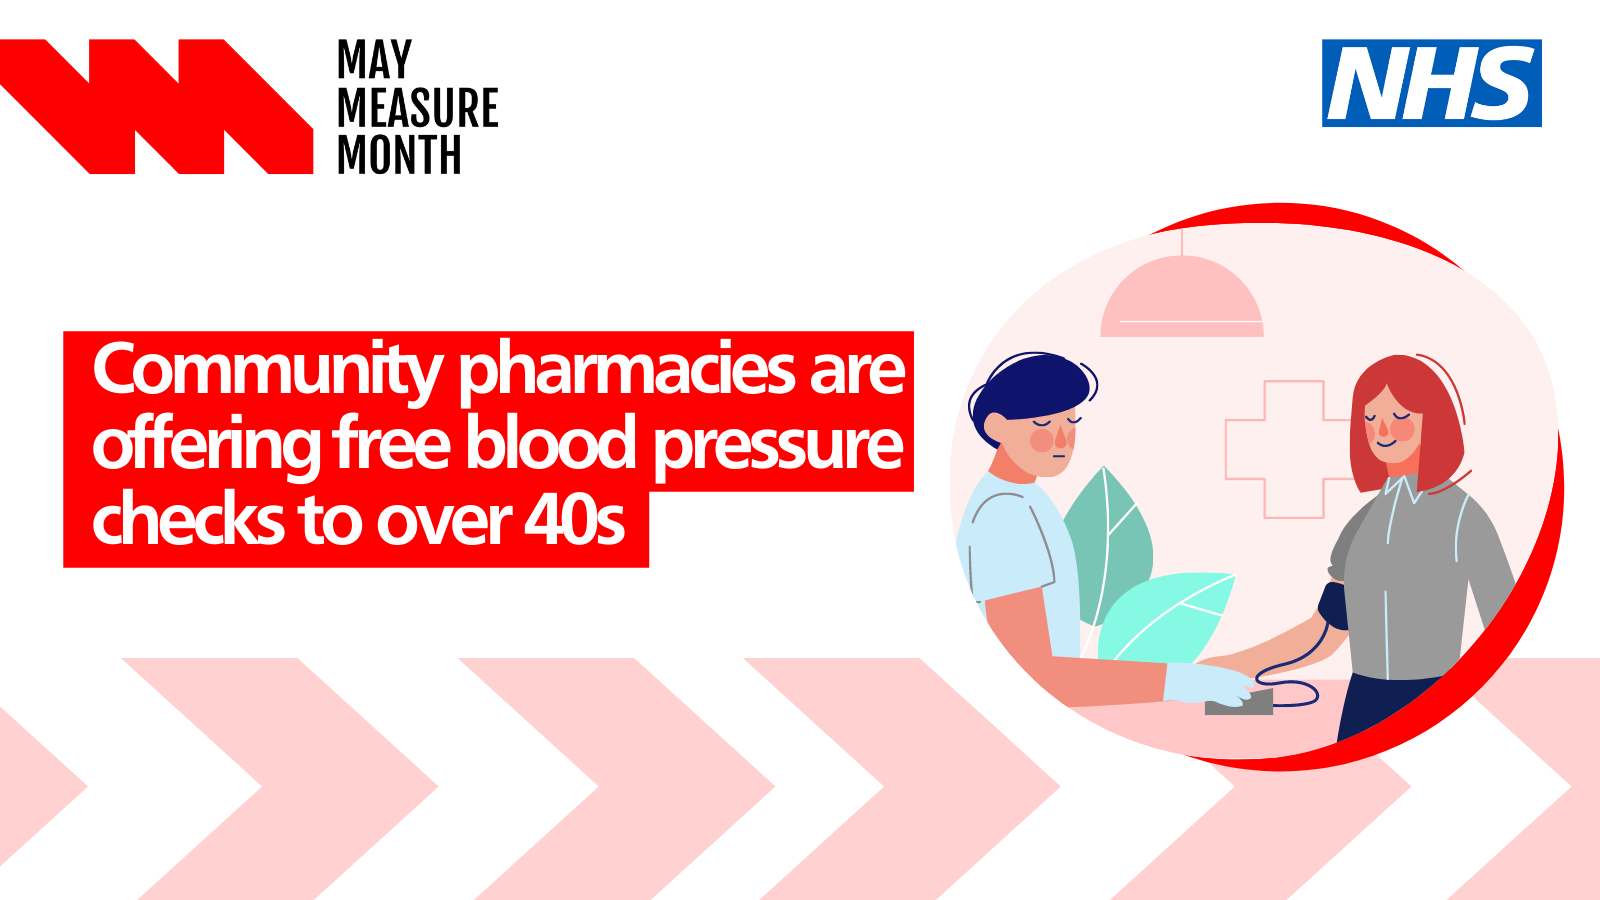 MAY
MEASURE
MONTH
NHS
Community pharmacies are
offering free blood pressure
checks to over 40s